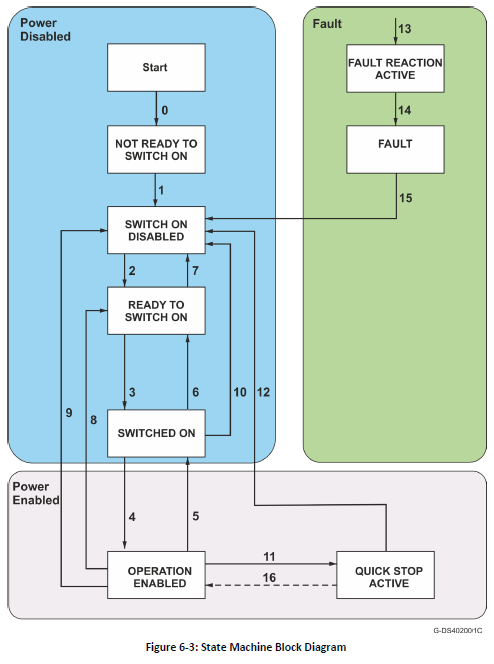 Power
Disabled
Fault
Start
13
FAULT REACTION
ACTIVE
0
14
NOT READY TO
SWITCH ON
FAULT
1
15
SWITCH ON
DISABLED
2
7
READY TO
SWITCH ON
3
6
10
12
9
8
SWITCHED ON
Power
Enabled
4
5
11
OPERATION
ENABLED
16
QUICK STOP
ACTIVE
G-DS40200/1C
Figure 6-3: State Machine Block Diagram